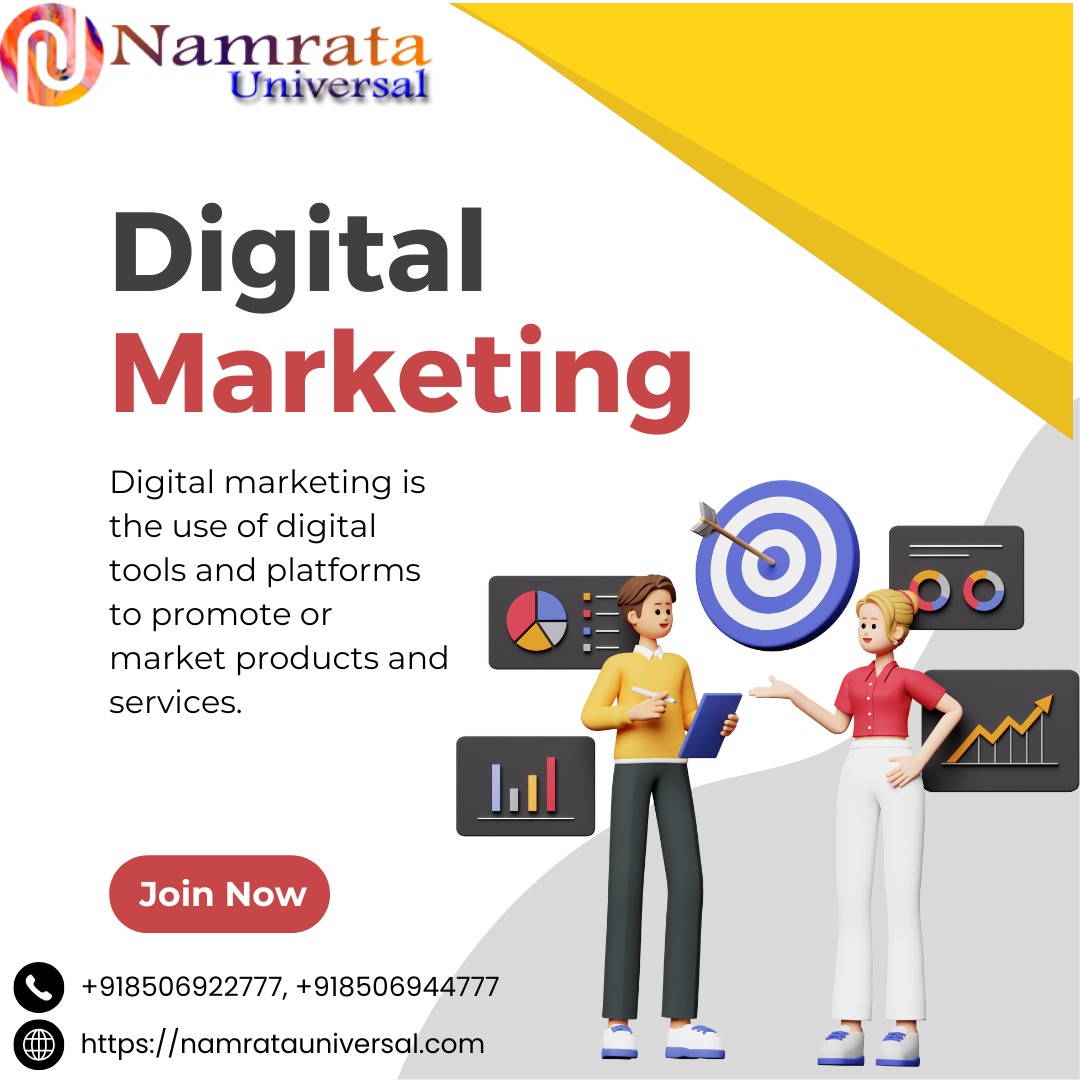 Namrata
Universal
Digital
Marketing
Digital marketing is
the use of digital
tools and platforms
to promote or
market products and
services.
Join Now
+918506922777, +918506944777
https://namratauniversal.com